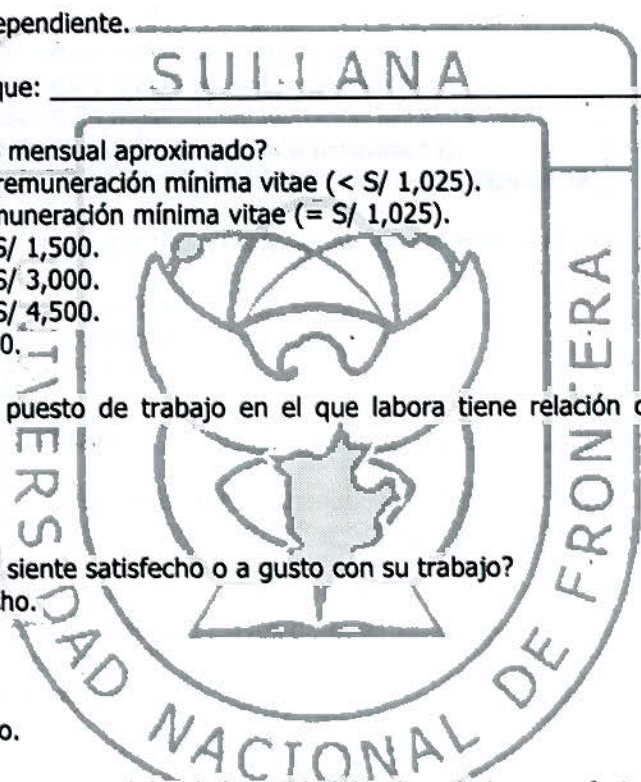 ependiente.
SULLANA
que:
mensual aproximado?
remuneración mínima vitae (< S/ 1,025).
muneración mínima vitae (= S/ 1,025).
S/ 1,500.
S/ 3,000.
S/ 4,500.
0.
puesto de trabajo en el que labora tiene relación
siente satisfecho o a gusto con su trabajo?
ho.
o.
NACIONAL DE FRONTERA